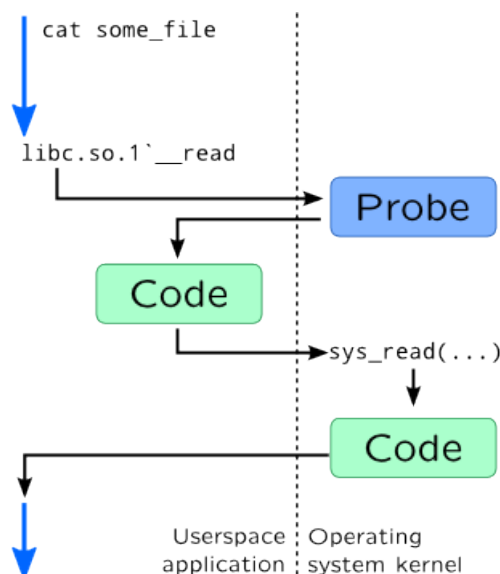 cat some_file
libc.so.1`__read
Probe
Code
sys_read(...)
Code
Userspace
application
Operating
system kernel